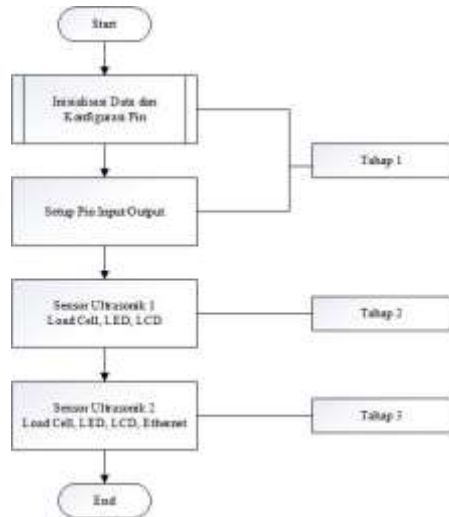 Start
Inisialisasi Data dan
Konfigurasi Pin
Tahap 1
Setup Pin Input Output
Sensor Ultrasonik 1
Load Cell, LED, LCD
Tahap 2
Sensor Ultrasonik 2
Load Cell, LED, LCD, Ethernet
Tahap 3
End